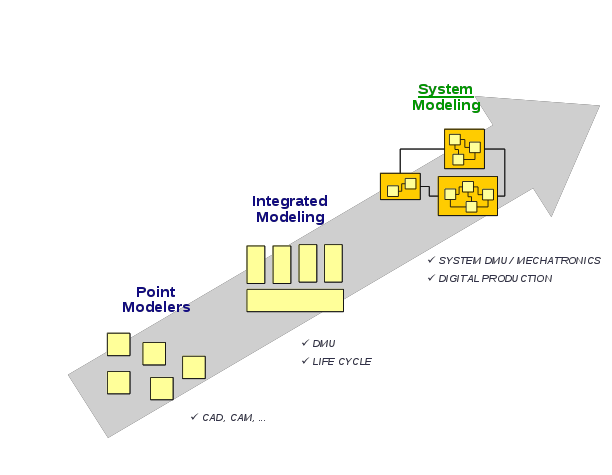 System
Modeling
Integrated
Modeling
✓ SYSTEM DMU / MECHATRONICS
✓ DIGITAL PRODUCTION
Point
Modelers
✓ DMU
✓ LIFE CYCLE
✓ CAD, CAM, ...